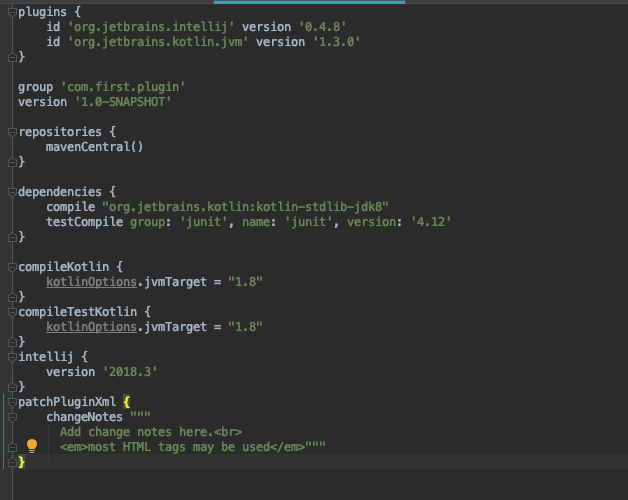 plugins {
    id 'org.jetbrains.intellij' version '0.4.8'
    id 'org.jetbrains.kotlin.jvm' version '1.3.0'
}

group 'com.first.plugin'
version '1.0-SNAPSHOT'

repositories {
    mavenCentral()
}

dependencies {
    compile "org.jetbrains.kotlin:kotlin-stdlib-jdk8"
    testCompile group: 'junit', name: 'junit', version: '4.12'
}

compileKotlin {
    kotlinOptions.jvmTarget = "1.8"
}
compileTestKotlin {
    kotlinOptions.jvmTarget = "1.8"
}
intellij {
    version '2018.3'
}
patchPluginXml {
    changeNotes """
      Add change notes here.<br>
      <em>most HTML tags may be used</em>"""
}